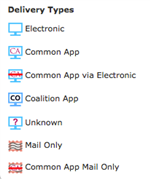 Delivery Types
Electronic
CA Common App
Common App via Electronic
CO Coalition App
? Unknown
Mail Only
Common App Mail Only